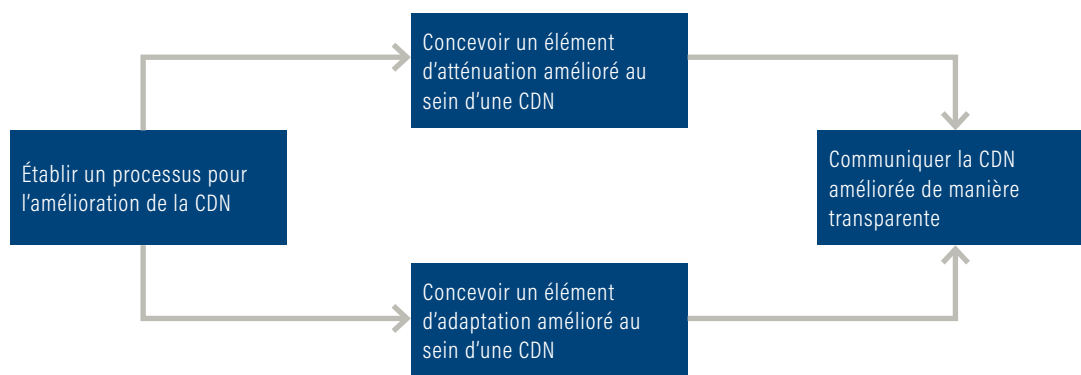 Établir un processus pour
l'amélioration de la CDN
Concevoir un élément
d'atténuation amélioré au
sein d'une CDN
Concevoir un élément
d'adaptation amélioré au
sein d'une CDN
Communiquer la CDN
améliorée de manière
transparente